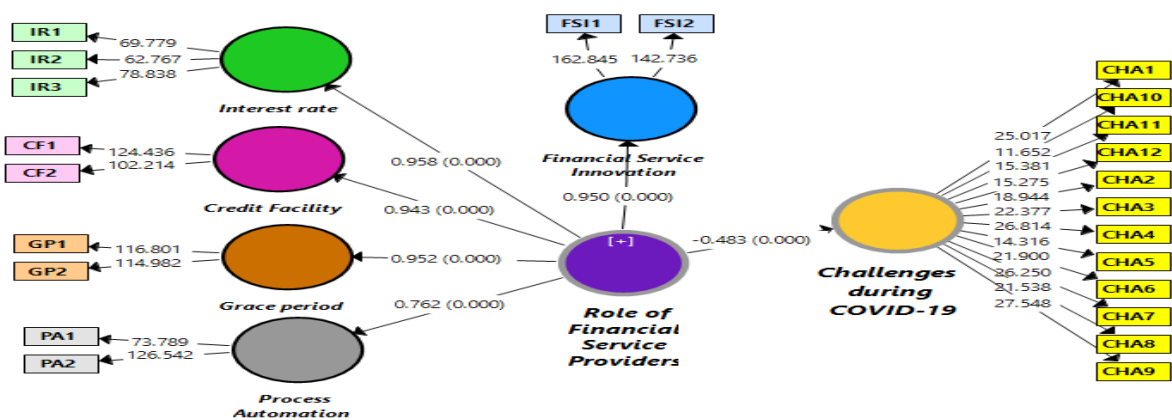 IR1
IR2
IR3
69.779
62.767
78.838
Interest rate
CF1
CF2
124.436
102.214
Credit Facility
GP1
GP2
116.801
114.982
Grace period
PA1
PA2
73.789
126.542
Process
Automation
FSI1
FSI2
162.845
142.736
Financial Service
Innovation
0.958 (0.000)
0.943 (0.000)
0.952 (0.000)
0.762 (0.000)
0.950 (0.000)
[+]
Role of
Financial
Service
Providers
-0.483 (0.000)
Challenges
during
COVID-19
25.017
11.652
15.381
15.275
18.944
22.377
26.814
14.316
21.900
26.250
21.538
27.548
CHA1
CHA10
CHA11
CHA12
CHA2
CHA3
CHA4
CHA5
CHA6
CHA7
CHA8
CHA9